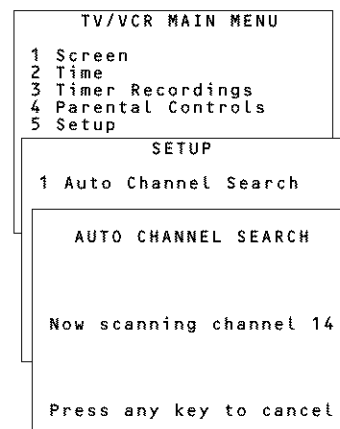 TV/VCR MAIN MENU
1 Screen
2 Time
3 Timer Recordings
4 Parental Controls
5 Setup
SETUP
1 Auto Channel Search
AUTO CHANNEL SEARCH
Now scanning channel 14
Press any key to cancel